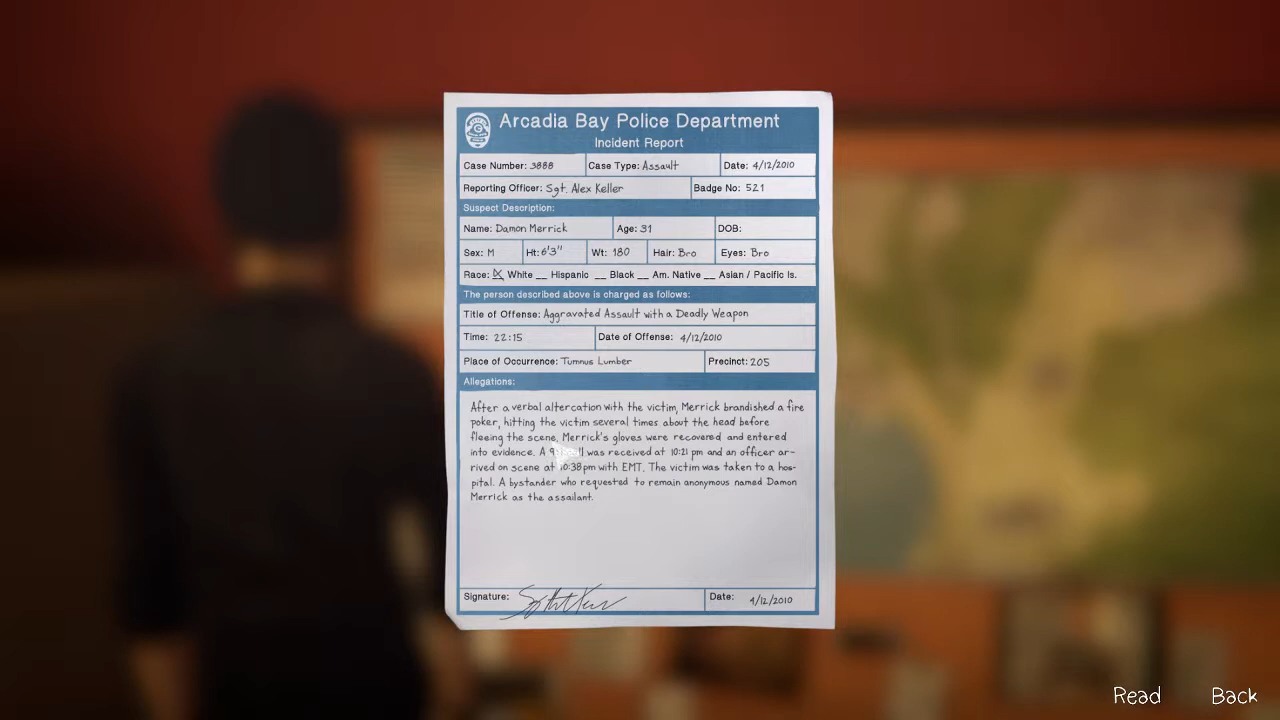 Arcadia Bay Police Department
Incident Report
Case Number: 3888 Case Type: Assault Date: 4/12/2010
Reporting Officer: Sgt. Alex Keller Badge No: 521
Suspect Description:
Name: Damon Merrick Age: 31 DOB:
Sex: M Ht: 6'3" Wt: 180 Hair: Bro Eyes: Bro
Race: X White __ Hispanic __ Black __ Am. Native __ Asian / Pacific Is.
The person described above is charged as follows:
Title of Offense: Aggravated Assault with a Deadly Weapon
Time: 22:15 Date of Offense: 4/12/2010
Place of Occurrence: Tumnus Lumber Precinct: 205
Allegations:
After a verbal altercation with the victim, Merrick brandished a fire
poker, hitting the victim several times about the head before
fleeing the scene. Merrick's gloves were recovered and entered
into evidence. A was received at 10:21 pm and an officer ar-
rived on scene at 10:38pm with EMT. The victim was taken to a hos-
pital. A bystander who requested to remain anonymous named Damon
Merrick as the assailant.
Signature: Date: 4/12/2010
Read Back